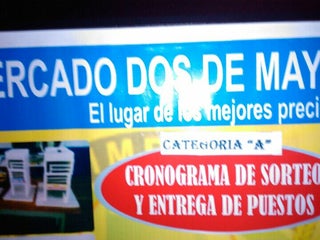 ERCADO DOS DE MAY
El lugar de los mejores preci
CATEGORIA "A"
CRONOGRAMA DE SORTEO
Y ENTREGA DE PUESTOS